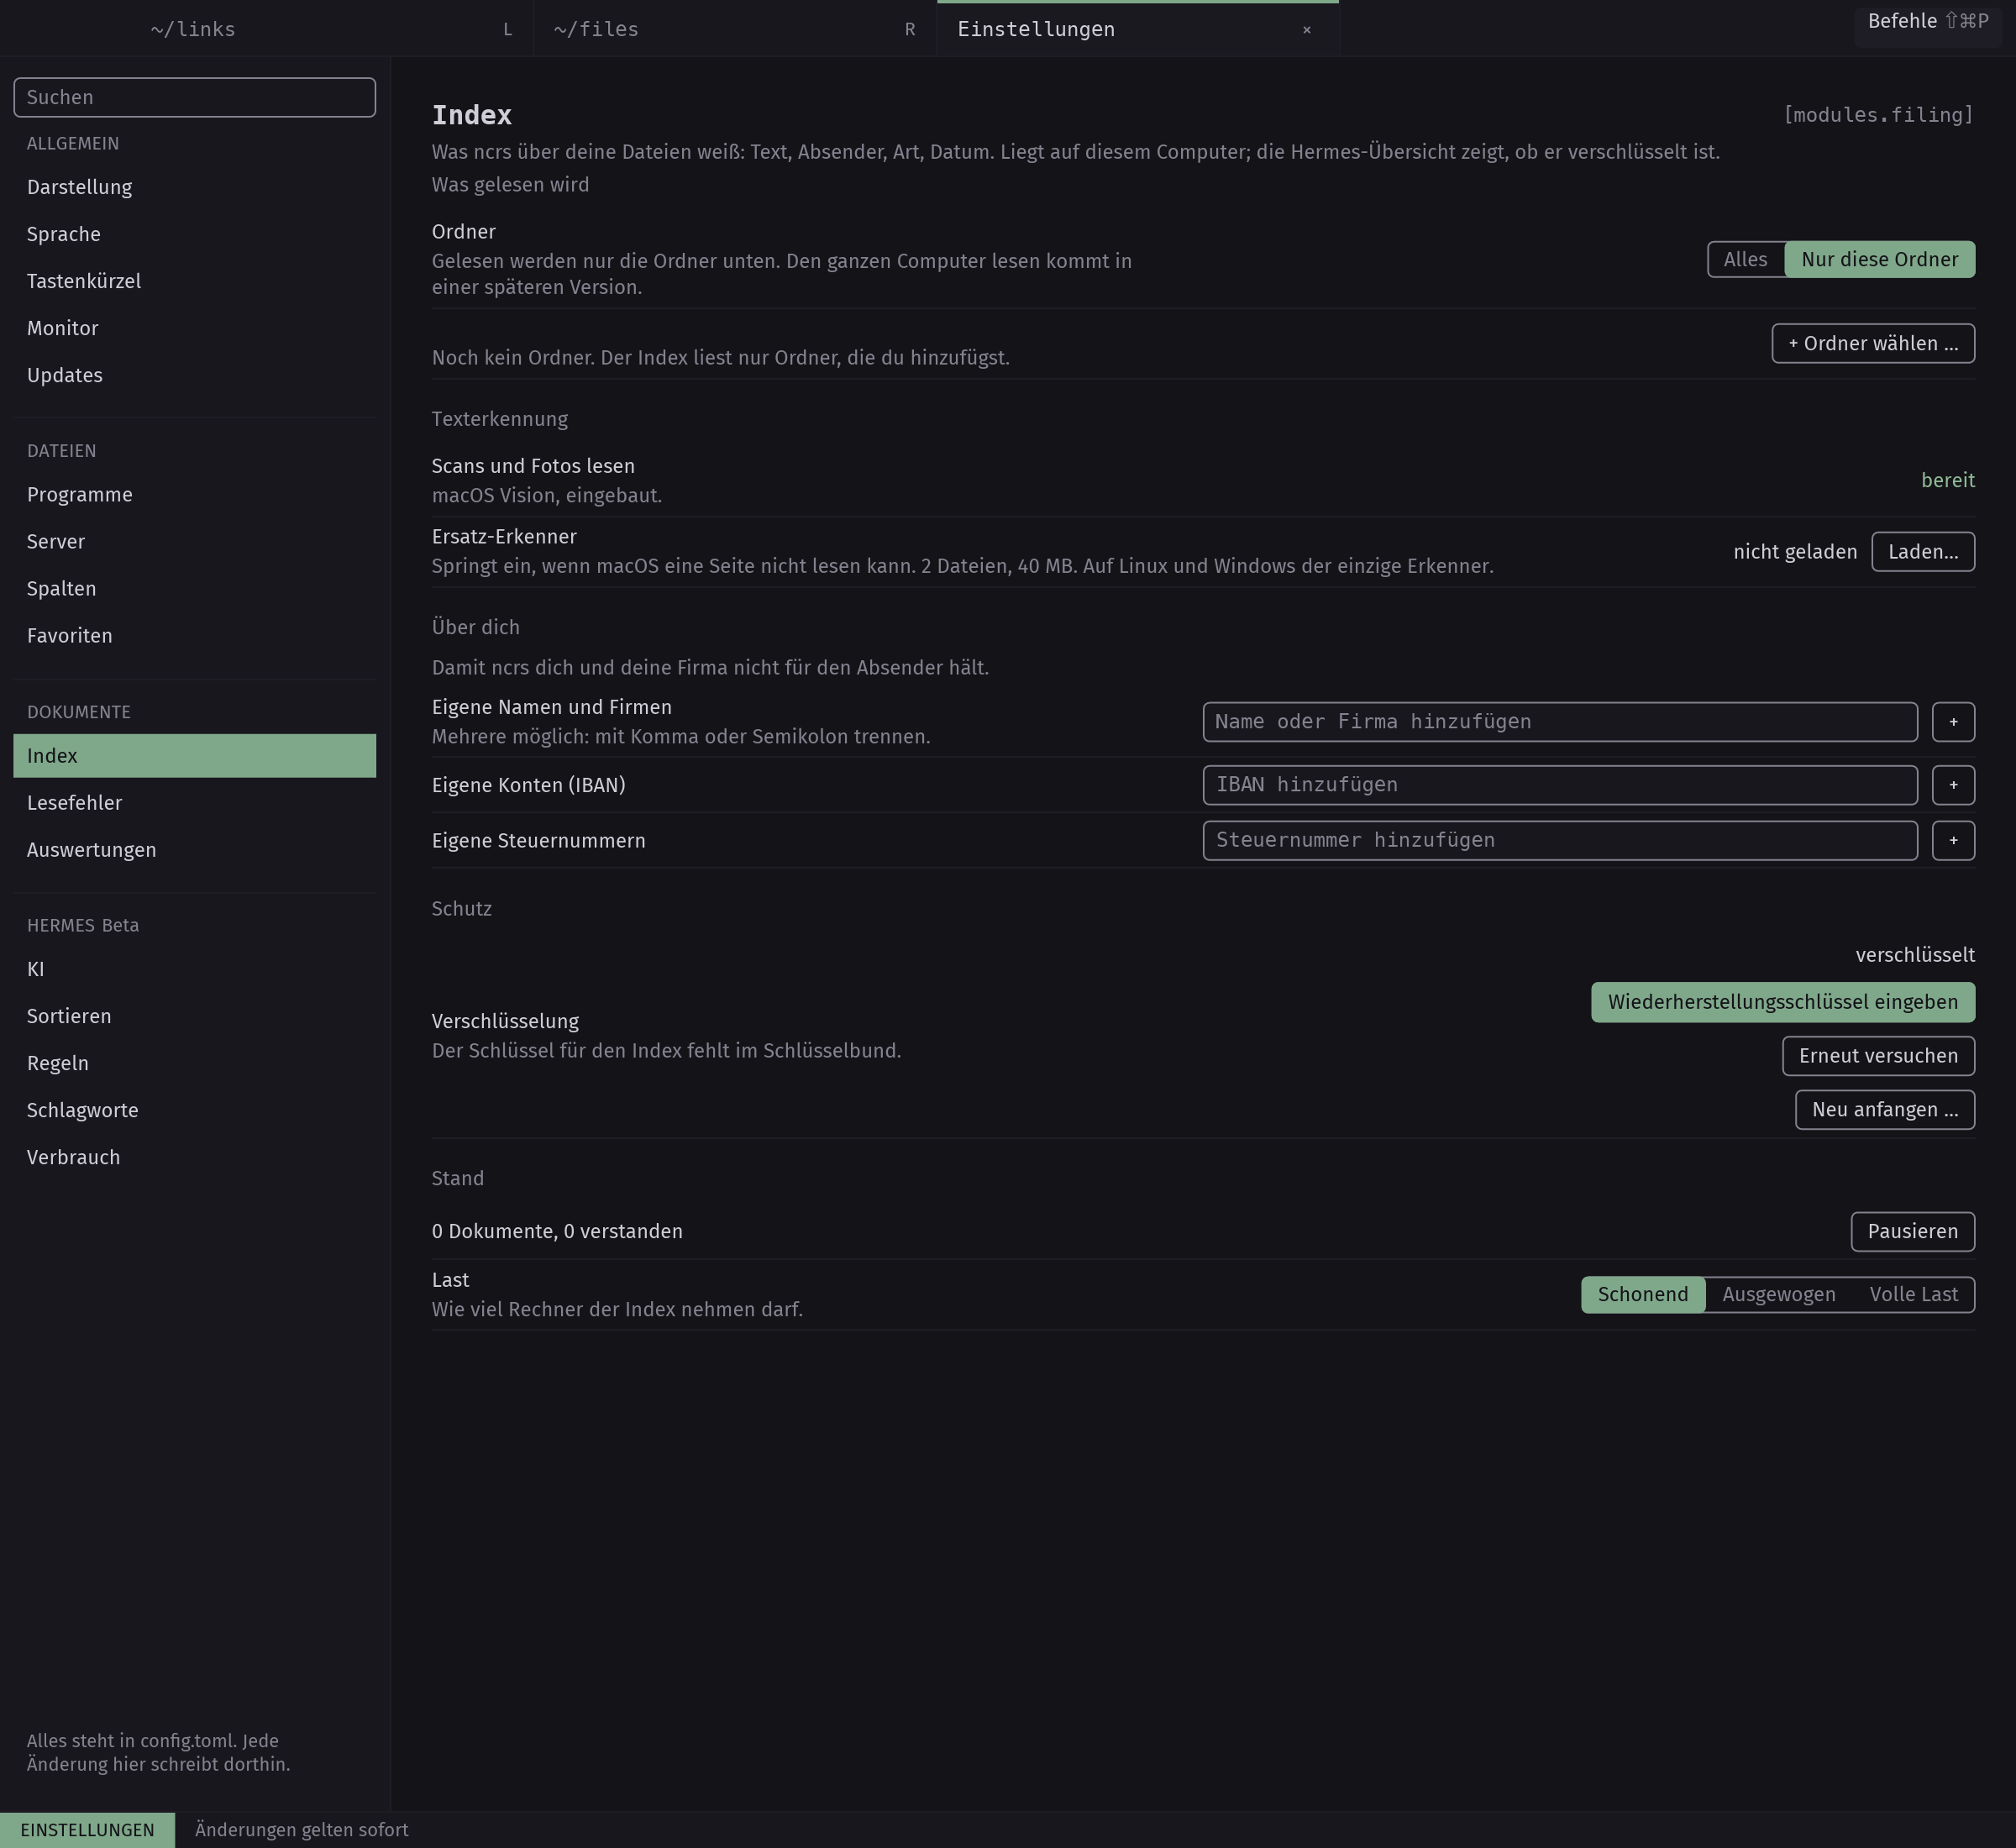 ~/links L ~/files R Einstellungen × Befehle ⇧⌘P
Suchen
ALLGEMEIN
Darstellung
Sprache
Tastenkürzel
Monitor
Updates
DATEIEN
Programme
Server
Spalten
Favoriten
DOKUMENTE
Index
Lesefehler
Auswertungen
HERMES Beta
KI
Sortieren
Regeln
Schlagworte
Verbrauch
Alles steht in config.toml. Jede
Änderung hier schreibt dorthin.
Index [modules.filing]
Was ncrs über deine Dateien weiß: Text, Absender, Art, Datum. Liegt auf diesem Computer; die Hermes-Übersicht zeigt, ob er verschlüsselt ist.
Was gelesen wird
Ordner
Gelesen werden nur die Ordner unten. Den ganzen Computer lesen kommt in
einer späteren Version.
Alles Nur diese Ordner
Noch kein Ordner. Der Index liest nur Ordner, die du hinzufügst.
+ Ordner wählen …
Texterkennung
Scans und Fotos lesen
macOS Vision, eingebaut.
bereit
Ersatz-Erkenner
Springt ein, wenn macOS eine Seite nicht lesen kann. 2 Dateien, 40 MB. Auf Linux und Windows der einzige Erkenner.
nicht geladen Laden…
Über dich
Damit ncrs dich und deine Firma nicht für den Absender hält.
Eigene Namen und Firmen
Mehrere möglich: mit Komma oder Semikolon trennen.
Name oder Firma hinzufügen +
Eigene Konten (IBAN) IBAN hinzufügen +
Eigene Steuernummern Steuernummer hinzufügen +
Schutz
Verschlüsselung
Der Schlüssel für den Index fehlt im Schlüsselbund.
verschlüsselt
Wiederherstellungsschlüssel eingeben
Erneut versuchen
Neu anfangen …
Stand
0 Dokumente, 0 verstanden Pausieren
Last
Wie viel Rechner der Index nehmen darf.
Schonend Ausgewogen Volle Last
EINSTELLUNGEN Änderungen gelten sofort